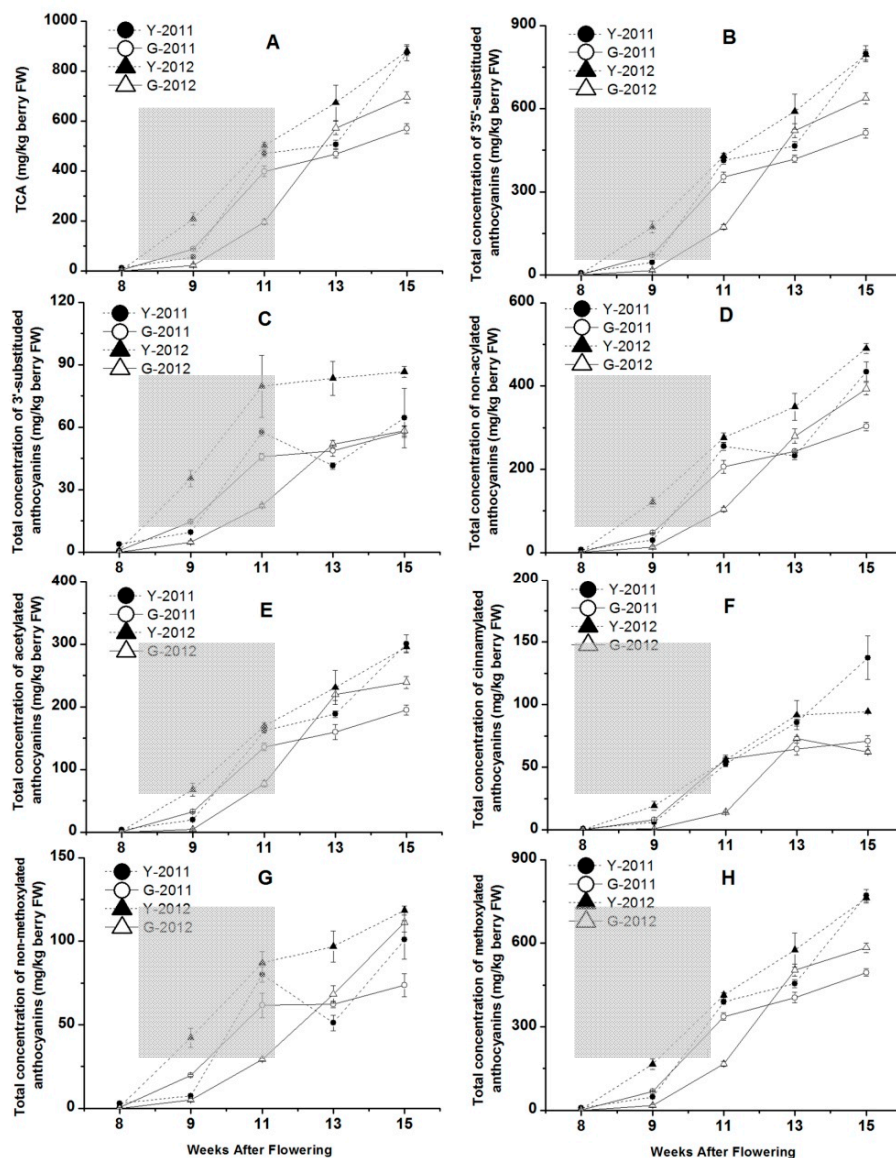 A
Y-2011
G-2011
Y-2012
G-2012
TCA (mg/kg berry FW)
1000
800
600
400
200
0
8 9 11 13 15
B
Y-2011
G-2011
Y-2012
G-2012
Total concentration of 3'5'-substituded
anthocyanins (mg/kg berry FW)
900
600
300
0
8 9 11 13 15
C
Y-2011
G-2011
Y-2012
G-2012
Total concentration of 3'-substituded
anthocyanins (mg/kg berry FW)
120
90
60
30
0
8 9 11 13 15
D
Y-2011
G-2011
Y-2012
G-2012
Total concentration of non-acylated
anthocyanins (mg/kg berry FW)
600
400
200
0
8 9 11 13 15
E
Y-2011
G-2011
Y-2012
G-2012
Total concentration of acetylated
anthocyanins (mg/kg berry FW)
400
300
200
100
0
8 9 11 13 15
F
Y-2011
G-2011
Y-2012
G-2012
Total concentration of cinnamylated
anthocyanins (mg/kg berry FW)
200
150
100
50
0
8 9 11 13 15
G
Y-2011
G-2011
Y-2012
G-2012
Total concentration of non-methoxylated
anthocyanins (mg/kg berry FW)
150
100
50
0
8 9 11 13 15
Weeks After Flowering
H
Y-2011
G-2011
Y-2012
G-2012
Total concentration of methoxylated
anthocyanins (mg/kg berry FW)
900
600
300
0
8 9 11 13 15
Weeks After Flowering